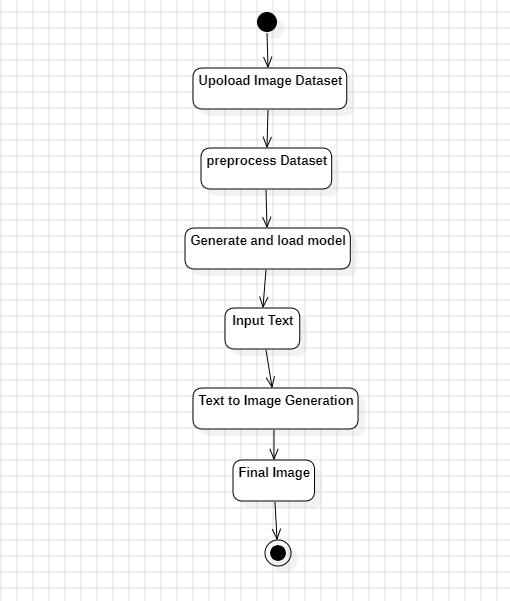 Upoload Image Dataset
preprocess Dataset
Generate and load model
Input Text
Text to Image Generation
Final Image